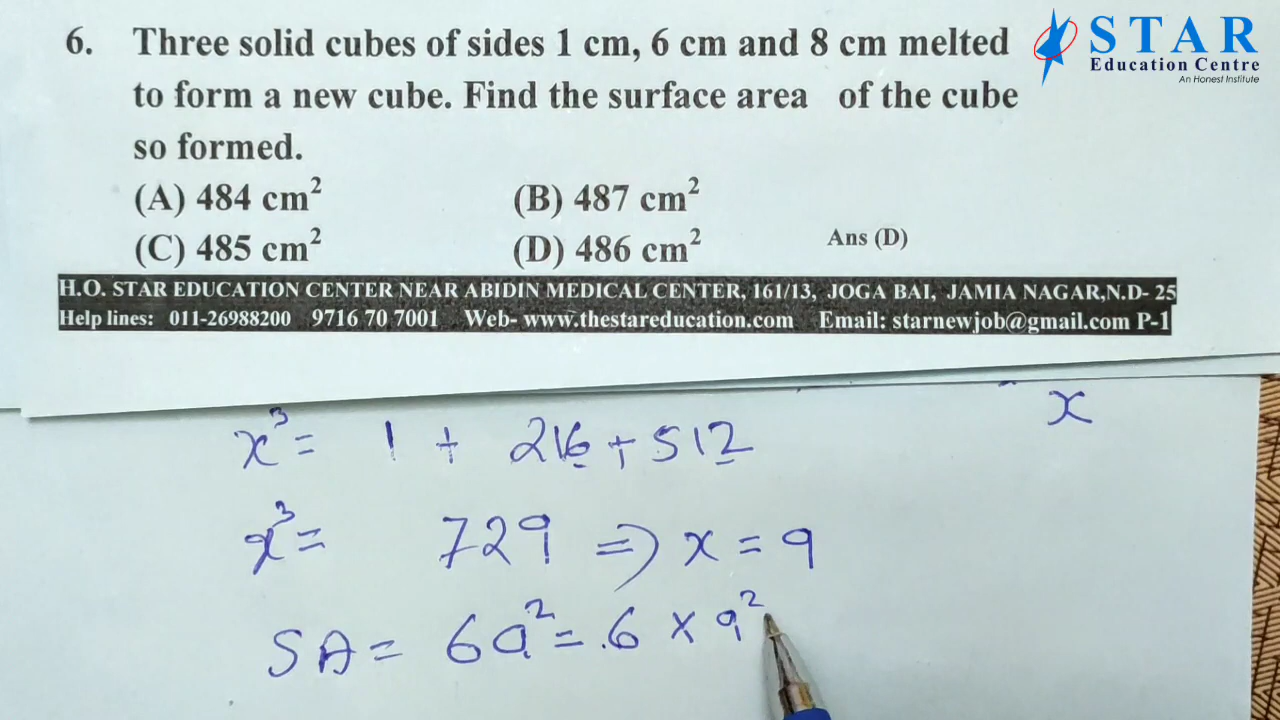 6. Three solid cubes of sides 1 cm, 6 cm and 8 cm melted
to form a new cube. Find the surface area of the cube
so formed.
(A) 484 cm² (B) 487 cm²
(C) 485 cm² (D) 486 cm² Ans (D)
STAR
Education Centre
An Honest Institute
H.O. STAR EDUCATION CENTER NEAR ABIDIN MEDICAL CENTER, 161/13, JOGA BAI, JAMIA NAGAR,N.D- 25
Help lines: 011-26988200 9716 70 7001 Web- www.thestareducation.com Email: starnewjob@gmail.com P-1
x
x³= 1 + 216+512
x³= 729 ⇒ x = 9
SA = 6a²= .6 × 9²